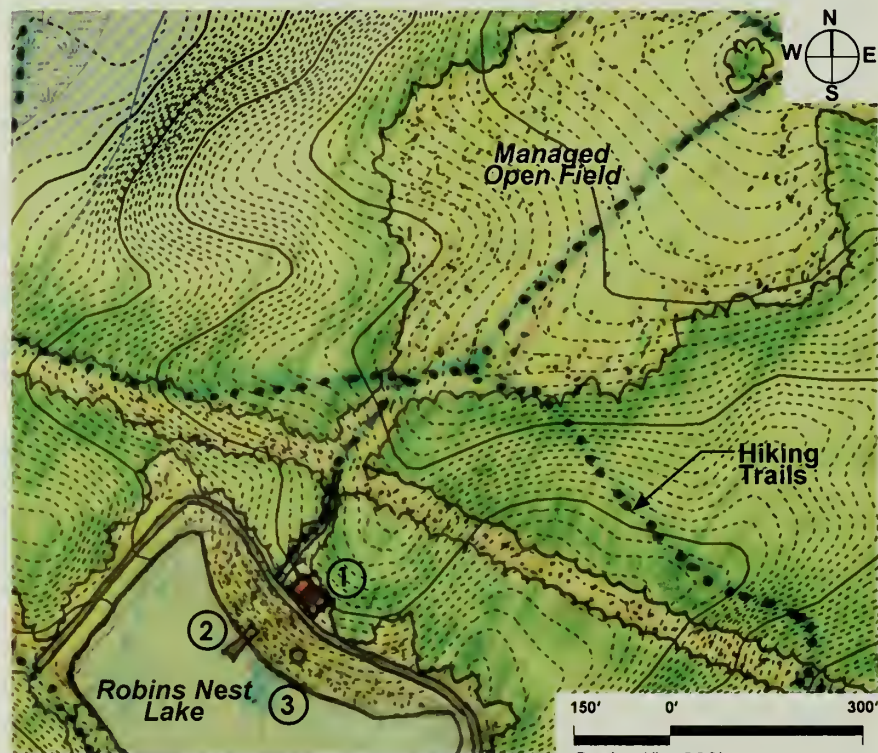 N
W E
S
Managed
Open Field
Hiking
Trails
1
2
3
Robins Nest
Lake
150' 0' 300'